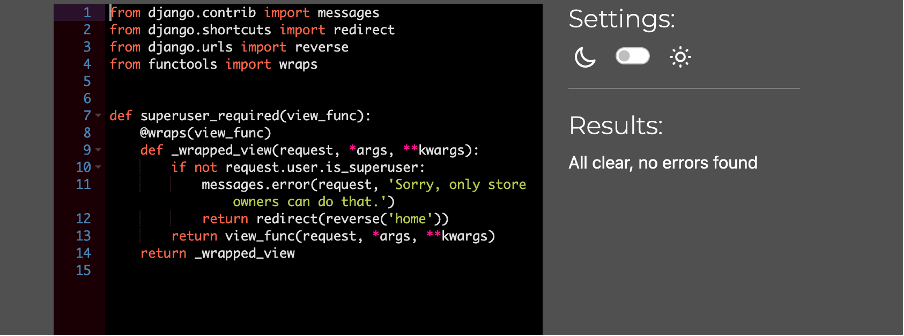 1 from django.contrib import messages
2 from django.shortcuts import redirect
3 from django.urls import reverse
4 from functools import wraps
5
6
7 def superuser_required(view_func):
8     @wraps(view_func)
9     def _wrapped_view(request, *args, **kwargs):
10         if not request.user.is_superuser:
11             messages.error(request, 'Sorry, only store
                owners can do that.')
12             return redirect(reverse('home'))
13         return view_func(request, *args, **kwargs)
14     return _wrapped_view
15
Settings:
Results:
All clear, no errors found